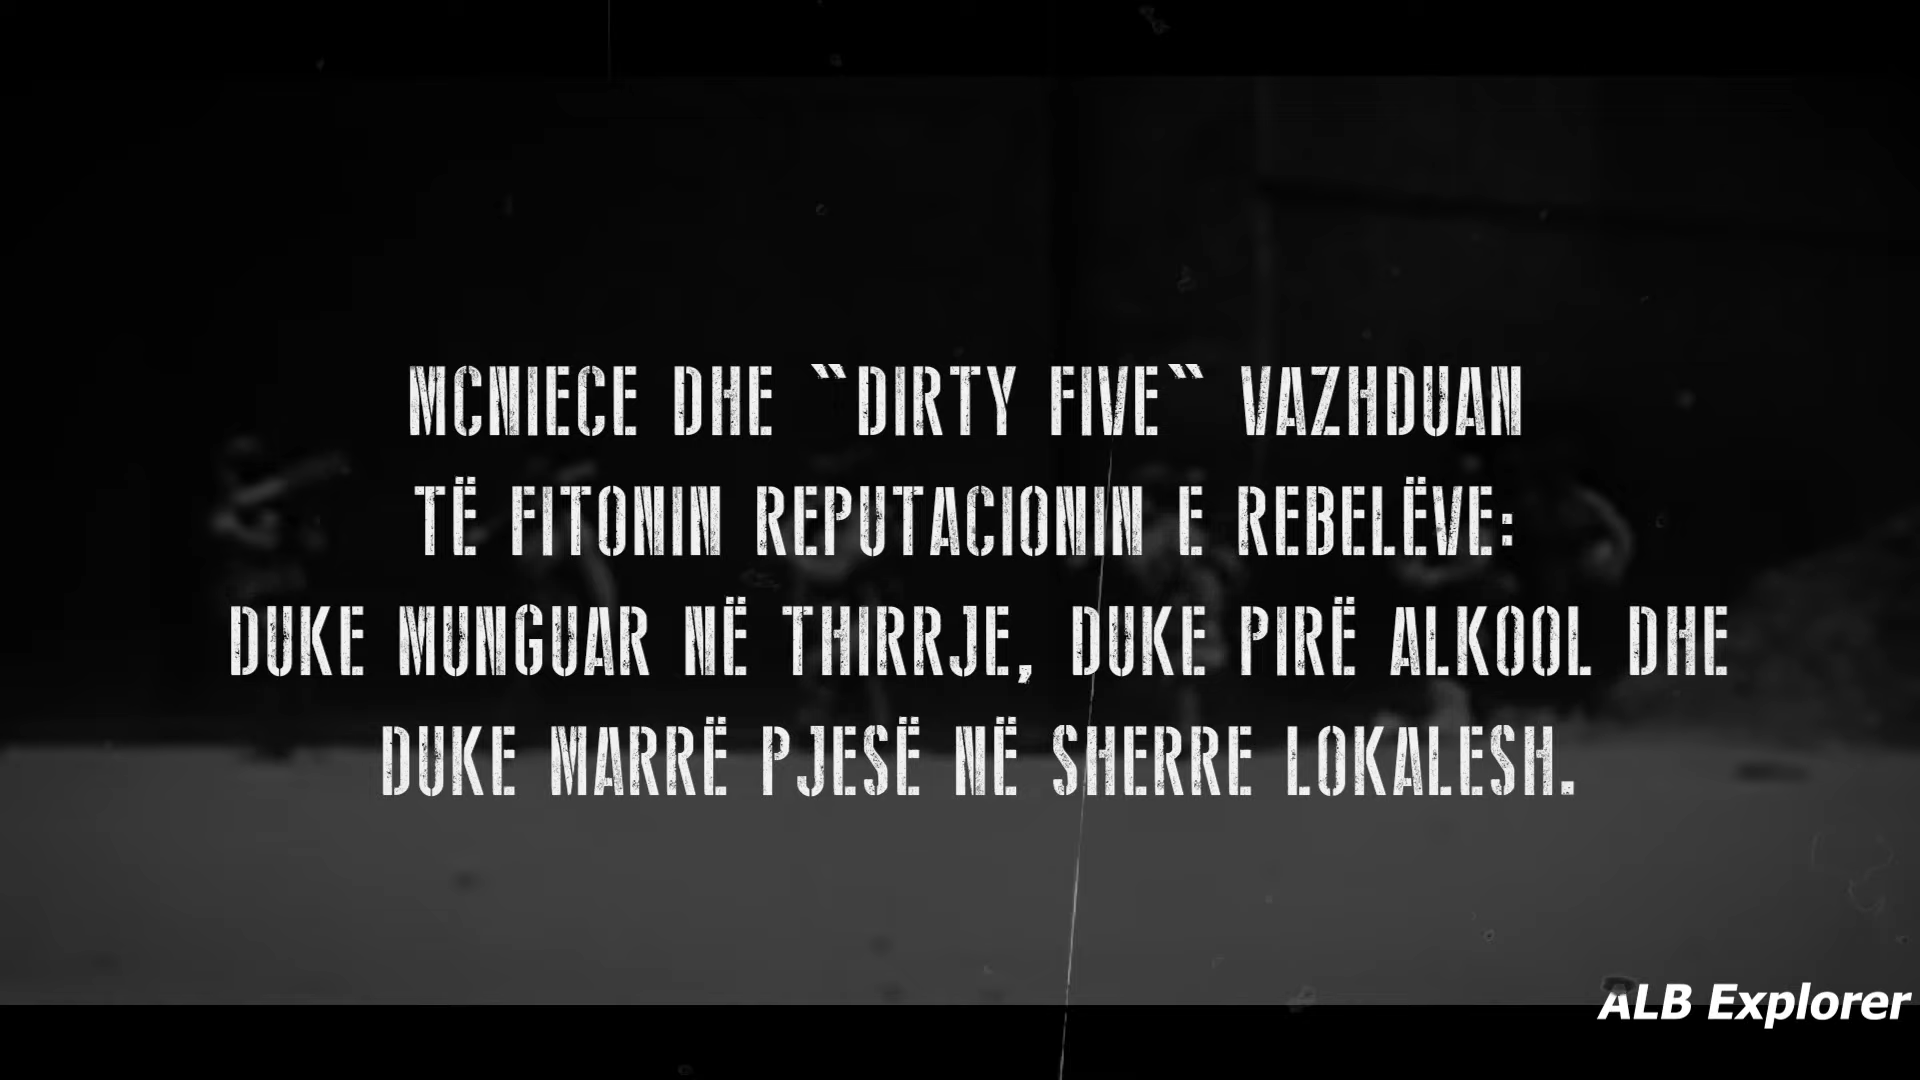 MCNIECE DHE ``DIRTY FIVE`` VAZHDUAN
TË FITONIN REPUTACIONIN E REBELËVE:
DUKE MUNGUAR NË THIRRJE, DUKE PIRË ALKOOL DHE
DUKE MARRË PJESË NË SHERRE LOKALESH.
ALB Explorer